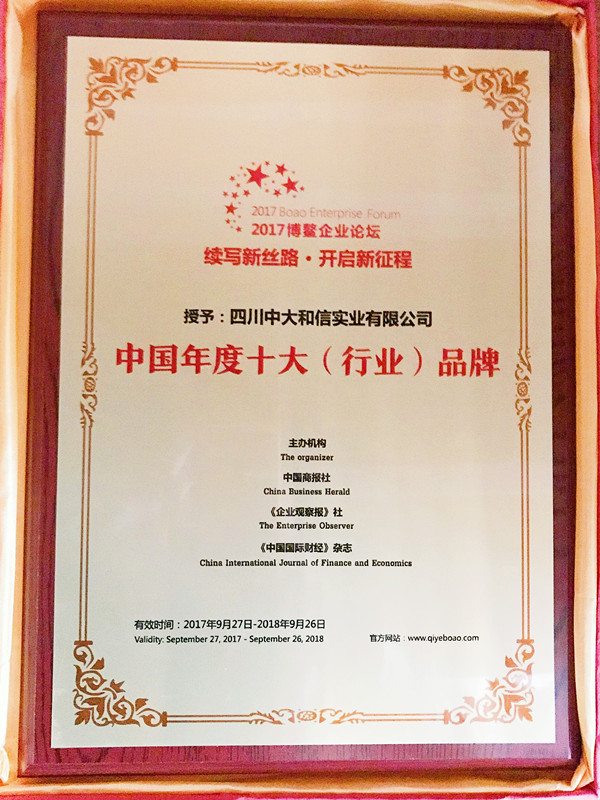 2017 Boao Enterprise Forum
2017博鳌企业论坛
续写新丝路·开启新征程
授予：四川中大和信实业有限公司
中国年度十大（行业）品牌
主办机构
The organizer
中国商报社
China Business Herald
《企业观察报》社
The Enterprise Observer
《中国国际财经》杂志
China International Journal of Finance and Economics
有效时间：2017年9月27日-2018年9月26日
Validity: September 27, 2017 - September 26, 2018
官方网站：www.qiyeboao.com